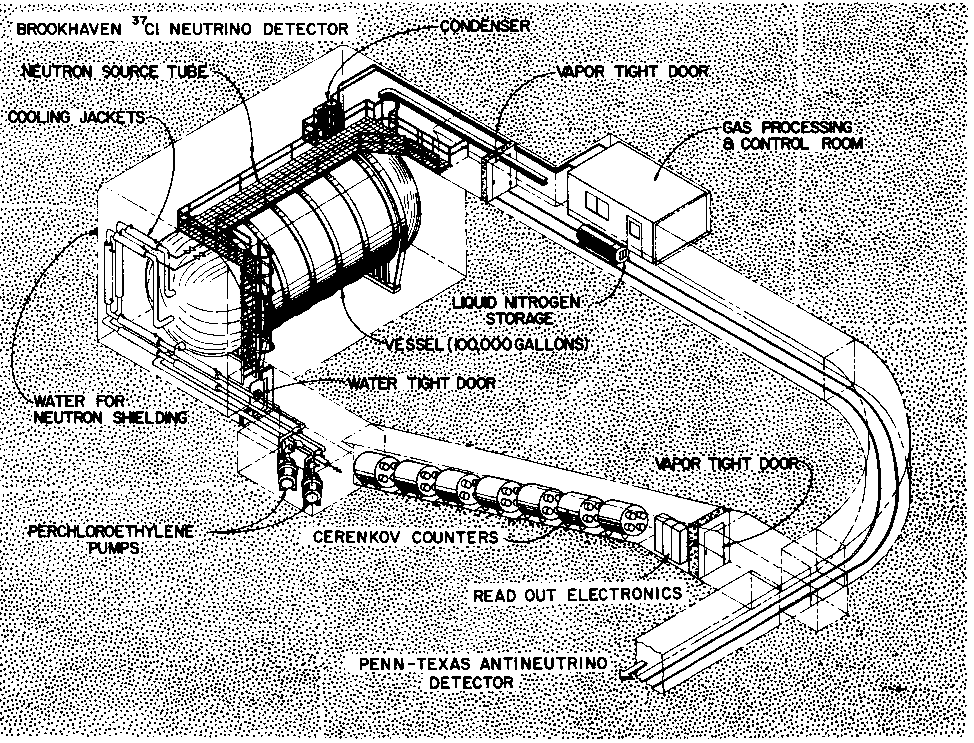 BROOKHAVEN ³⁷Cl NEUTRINO DETECTOR
CONDENSER
NEUTRON SOURCE TUBE
VAPOR TIGHT DOOR
COOLING JACKETS
GAS PROCESSING
& CONTROL ROOM
LIQUID NITROGEN
STORAGE
VESSEL (100,000 GALLONS)
WATER TIGHT DOOR
WATER FOR
NEUTRON SHIELDING
VAPOR TIGHT DOOR
PERCHLOROETHYLENE
PUMPS
CERENKOV COUNTERS
READ OUT ELECTRONICS
PENN-TEXAS ANTINEUTRINO
DETECTOR